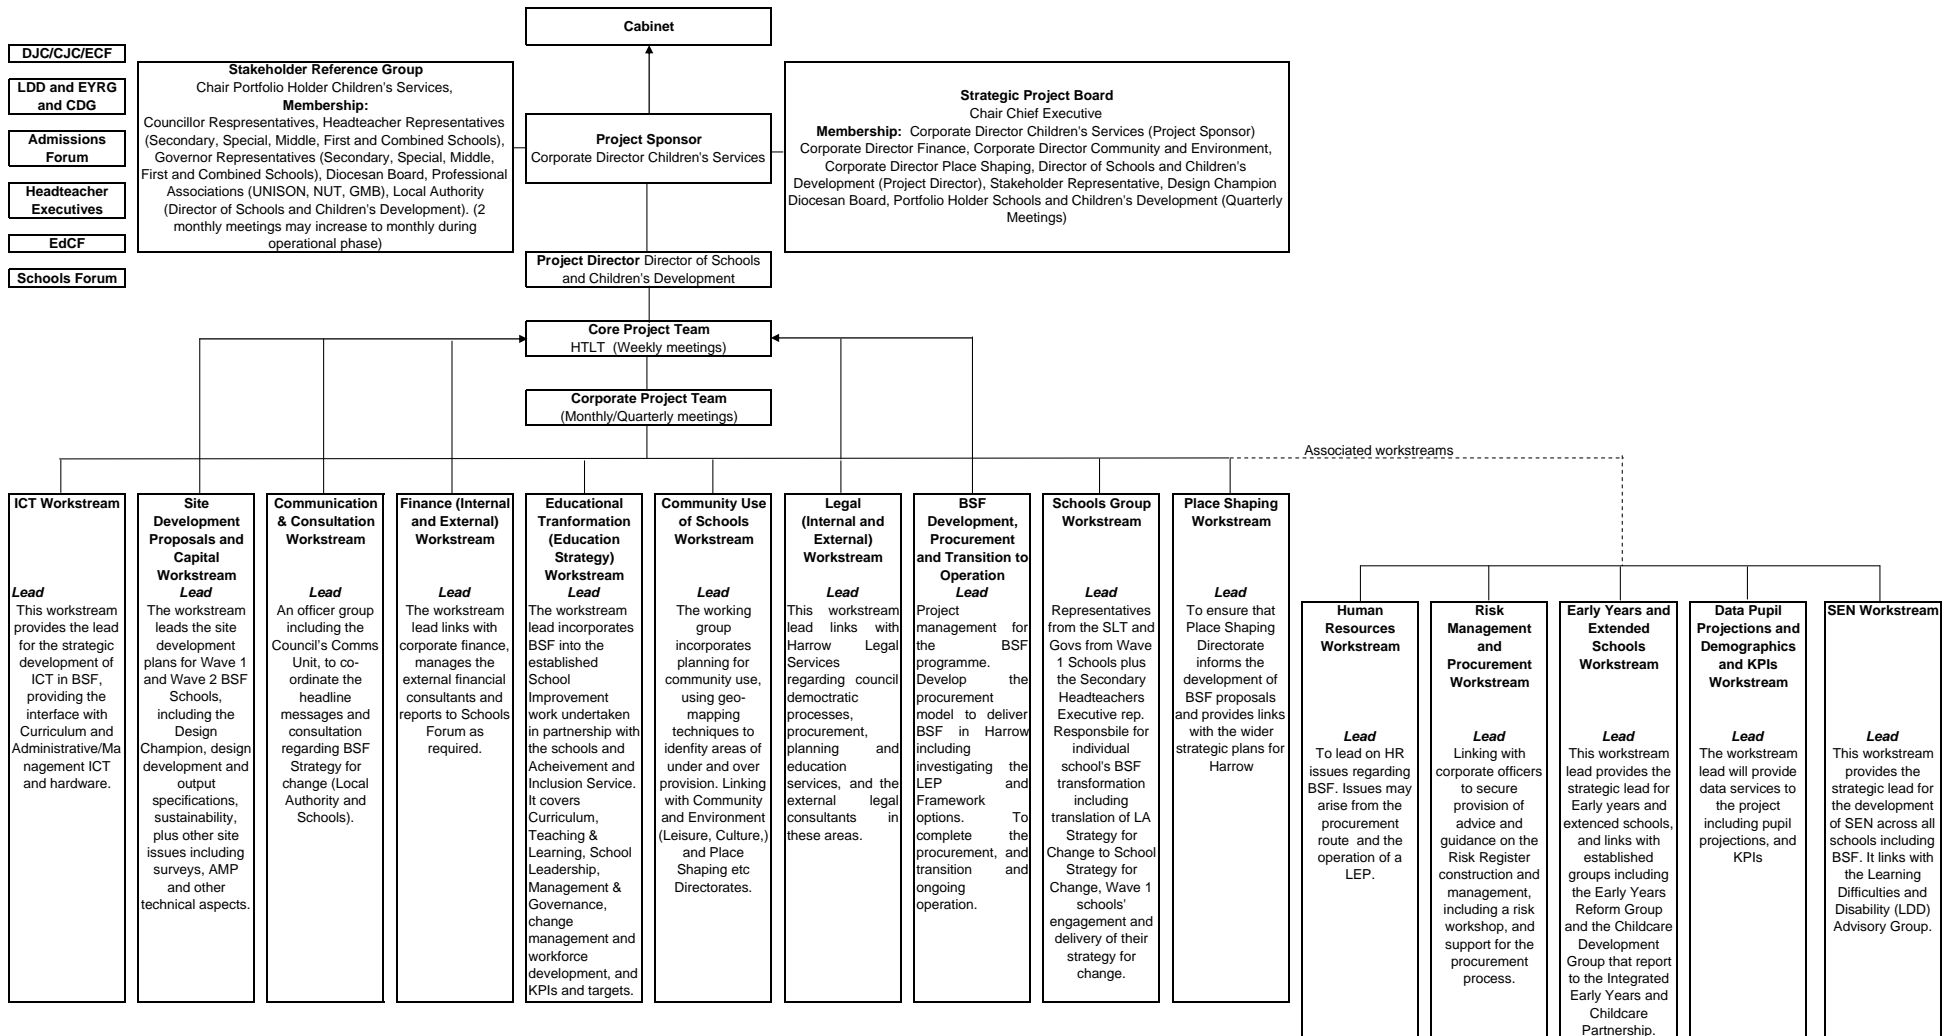 Cabinet
DJC/CJC/ECF
LDD and EYRG
and CDG
Admissions
Forum
Headteacher
Executives
EdCF
Schools Forum
Stakeholder Reference Group
Chair Portfolio Holder Children's Services,
Membership:
Councillor Respresentatives, Headteacher Representatives
(Secondary, Special, Middle, First and Combined Schools),
Governor Representatives (Secondary, Special, Middle,
First and Combined Schools), Diocesan Board, Professional
Associations (UNISON, NUT, GMB), Local Authority
(Director of Schools and Children's Development). (2
monthly meetings may increase to monthly during
operational phase)
Project Sponsor
Corporate Director Children's Services
Strategic Project Board
Chair Chief Executive
Membership: Corporate Director Children's Services (Project Sponsor)
Corporate Director Finance, Corporate Director Community and Environment,
Corporate Director Place Shaping, Director of Schools and Children's
Development (Project Director), Stakeholder Representative, Design Champion
Diocesan Board, Portfolio Holder Schools and Children's Development (Quarterly
Meetings)
Project Director Director of Schools
and Children's Development
Core Project Team
HTLT (Weekly meetings)
Corporate Project Team
(Monthly/Quarterly meetings)
Associated workstreams
ICT Workstream
Lead
This workstream
provides the lead
for the strategic
development of
ICT in BSF,
providing the
interface with
Curriculum and
Administrative/Ma
nagement ICT
and hardware.
Site
Development
Proposals and
Capital
Workstream
Lead
The workstream
leads the site
development
plans for Wave 1
and Wave 2 BSF
Schools,
including the
Design
Champion, design
development and
output
specifications,
sustainability,
plus other site
issues including
surveys, AMP
and other
technical aspects.
Communication
& Consultation
Workstream
Lead
An officer group
including the
Council's Comms
Unit, to co-
ordinate the
headline
messages and
consultation
regarding BSF
Strategy for
change (Local
Authority and
Schools).
Finance (Internal
and External)
Workstream
Lead
The workstream
lead links with
corporate finance,
manages the
external financial
consultants and
reports to Schools
Forum as
required.
Educational
Tranformation
(Education
Strategy)
Workstream
Lead
The workstream
lead incorporates
BSF into the
established
School
Improvement
work undertaken
in partnership with
the schools and
Acheivement and
Inclusion Service.
It covers
Curriculum,
Teaching &
Learning, School
Leadership,
Management &
Governance,
change
management and
workforce
development, and
KPIs and targets.
Community Use
of Schools
Workstream
Lead
The working
group
incorporates
planning for
community use,
using geo-
mapping
techniques to
idenfity areas of
under and over
provision. Linking
with Community
and Environment
(Leisure, Culture,)
and Place
Shaping etc
Directorates.
Legal
(Internal and
External)
Workstream
Lead
This workstream
lead links with
Harrow Legal
Services
regarding council
democtratic
processes,
procurement,
planning and
education
services, and the
external legal
consultants in
these areas.
BSF
Development,
Procurement
and Transition to
Operation
Lead
Project
management for
the BSF
programme.
Develop the
procurement
model to deliver
BSF in Harrow
including
investigating the
LEP and
Framework
options. To
complete the
procurement, and
transition and
ongoing
operation.
Schools Group
Workstream
Lead
Representatives
from the SLT and
Govs from Wave
1 Schools plus
the Secondary
Headteachers
Executive rep.
Responsbile for
individual
school's BSF
transformation
including
translation of LA
Strategy for
Change to School
Strategy for
Change, Wave 1
schools'
engagement and
delivery of their
strategy for
change.
Place Shaping
Workstream
Lead
To ensure that
Place Shaping
Directorate
informs the
development of
BSF proposals
and provides links
with the wider
strategic plans for
Harrow
Human
Resources
Workstream
Lead
To lead on HR
issues regarding
BSF. Issues may
arise from the
procurement
route and the
operation of a
LEP.
Risk
Management
and
Procurement
Workstream
Lead
Linking with
corporate officers
to secure
provision of
advice and
guidance on the
Risk Register
construction and
management,
including a risk
workshop, and
support for the
procurement
process.
Early Years and
Extended
Schools
Workstream
Lead
This workstream
lead provides the
strategic lead for
Early years and
extenced schools,
and links with
established
groups including
the Early Years
Reform Group
and the Childcare
Development
Group that report
to the Integrated
Early Years and
Childcare
Partnership.
Data Pupil
Projections and
Demographics
and KPIs
Workstream
Lead
The workstream
lead will provide
data services to
the project
including pupil
projections, and
KPIs
SEN Workstream
Lead
This workstream
provides the
strategic lead for
the development
of SEN across all
schools including
BSF. It links with
the Learning
Difficulties and
Disability (LDD)
Advisory Group.